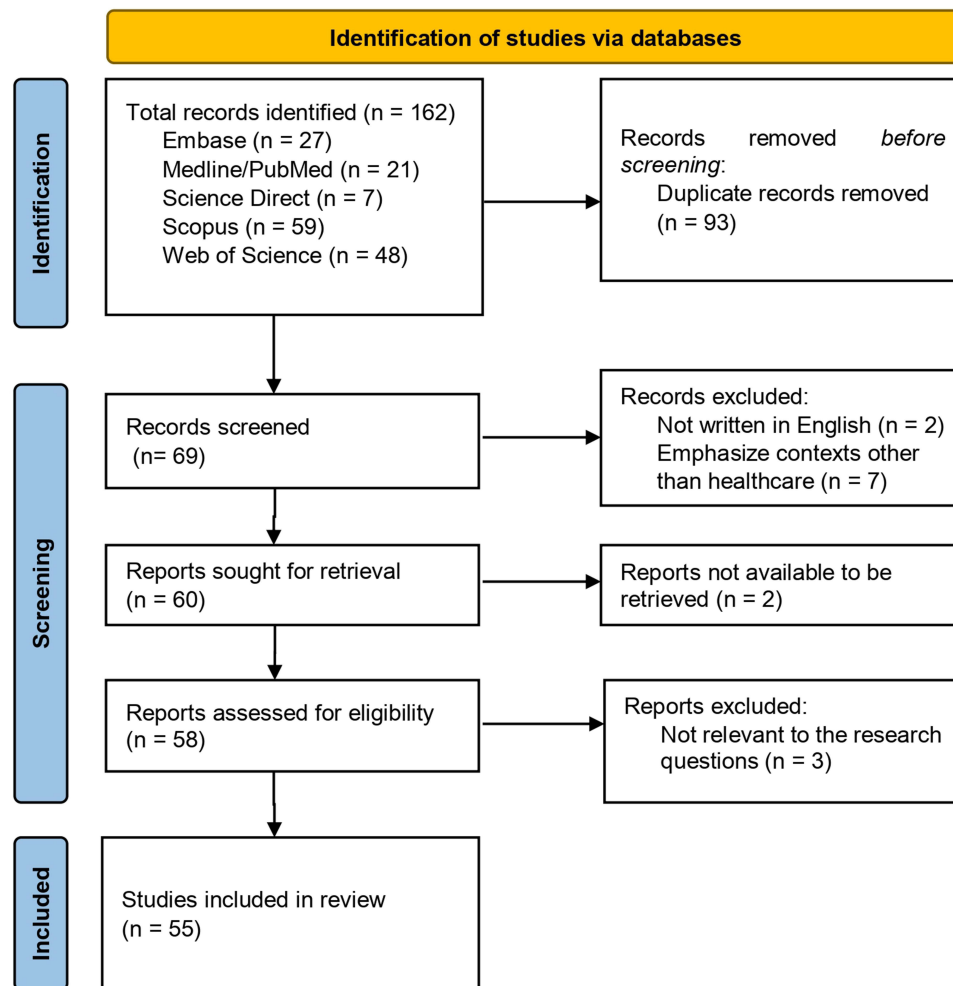 Identification of studies via databases
Identification
Total records identified (n = 162)
Embase (n = 27)
Medline/PubMed (n = 21)
Science Direct (n = 7)
Scopus (n = 59)
Web of Science (n = 48)
Records removed before
screening:
Duplicate records removed
(n = 93)
Screening
Records screened
(n= 69)
Records excluded:
Not written in English (n = 2)
Emphasize contexts other
than healthcare (n = 7)
Reports sought for retrieval
(n = 60)
Reports not available to be
retrieved (n = 2)
Reports assessed for eligibility
(n = 58)
Reports excluded:
Not relevant to the research
questions (n = 3)
Included
Studies included in review
(n = 55)